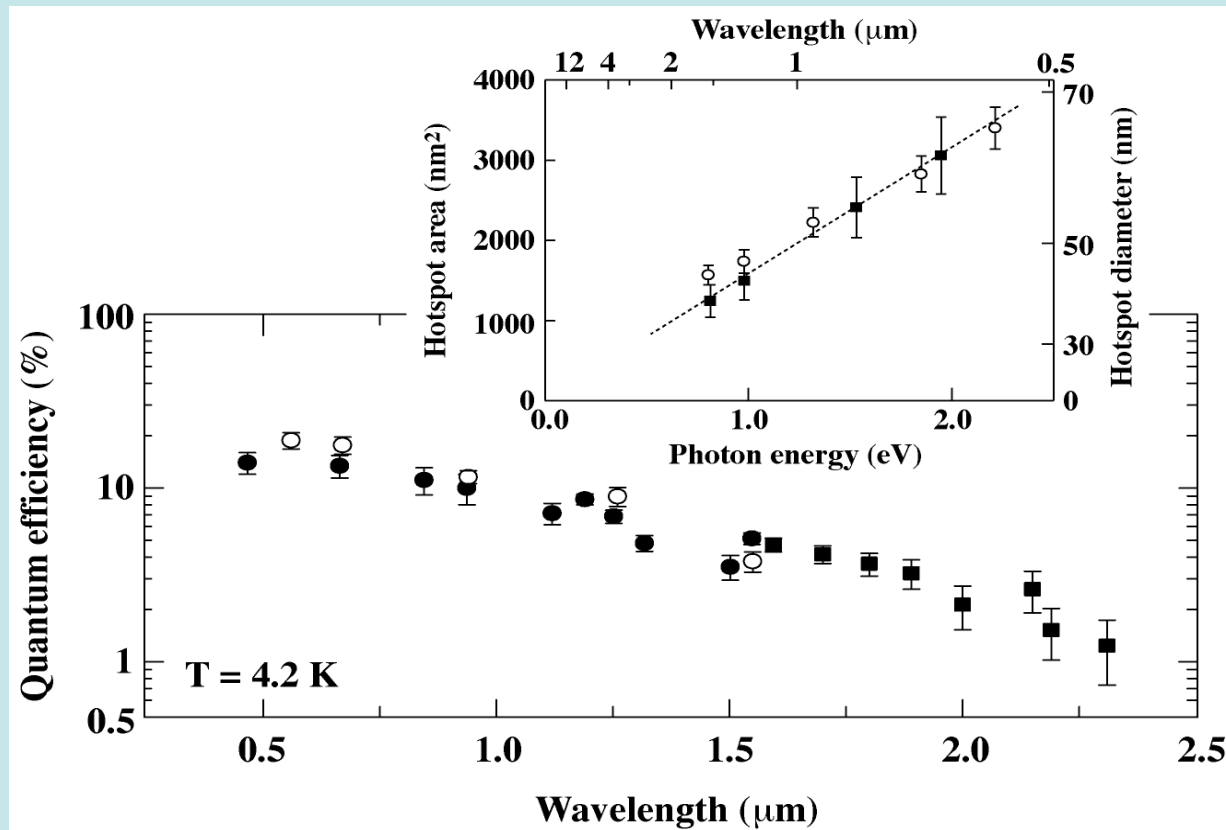 Wavelength (μm)
12 4 2 1 0.5
4000
3000
2000
1000
0
Hotspot area (nm²)
70
50
30
0
Hotspot diameter (nm)
0.0 1.0 2.0
Photon energy (eV)
100
10
1
0.5
Quantum efficiency (%)
T = 4.2 K
0.5 1.0 1.5 2.0 2.5
Wavelength (μm)